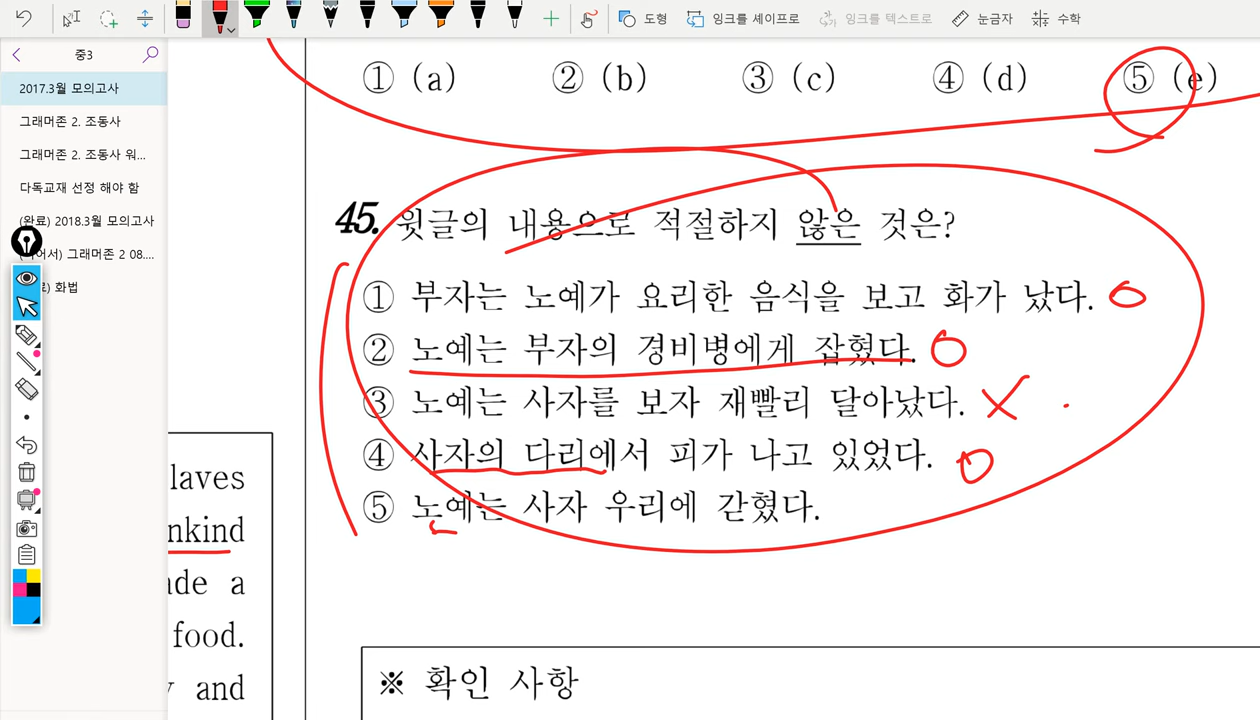 도형
잉크를 셰이프로
잉크를 텍스트로
눈금자
수학
중3
2017.3월 모의고사
그래머존 2. 조동사
그래머존 2. 조동사 워...
다독교재 선정 해야 함
(완료) 2018.3월 모의고사
어서) 그래머존 2 08....
화법
① (a) ② (b) ③ (c) ④ (d) ⑤ (e)
45. 윗글의 내용으로 적절하지 않은 것은?
① 부자는 노예가 요리한 음식을 보고 화가 났다.
② 노예는 부자의 경비병에게 잡혔다.
③ 노예는 사자를 보자 재빨리 달아났다.
④ 사자의 다리에서 피가 나고 있었다.
⑤ 노예는 사자 우리에 갇혔다.
laves
nkind
de a
food.
and
※ 확인 사항